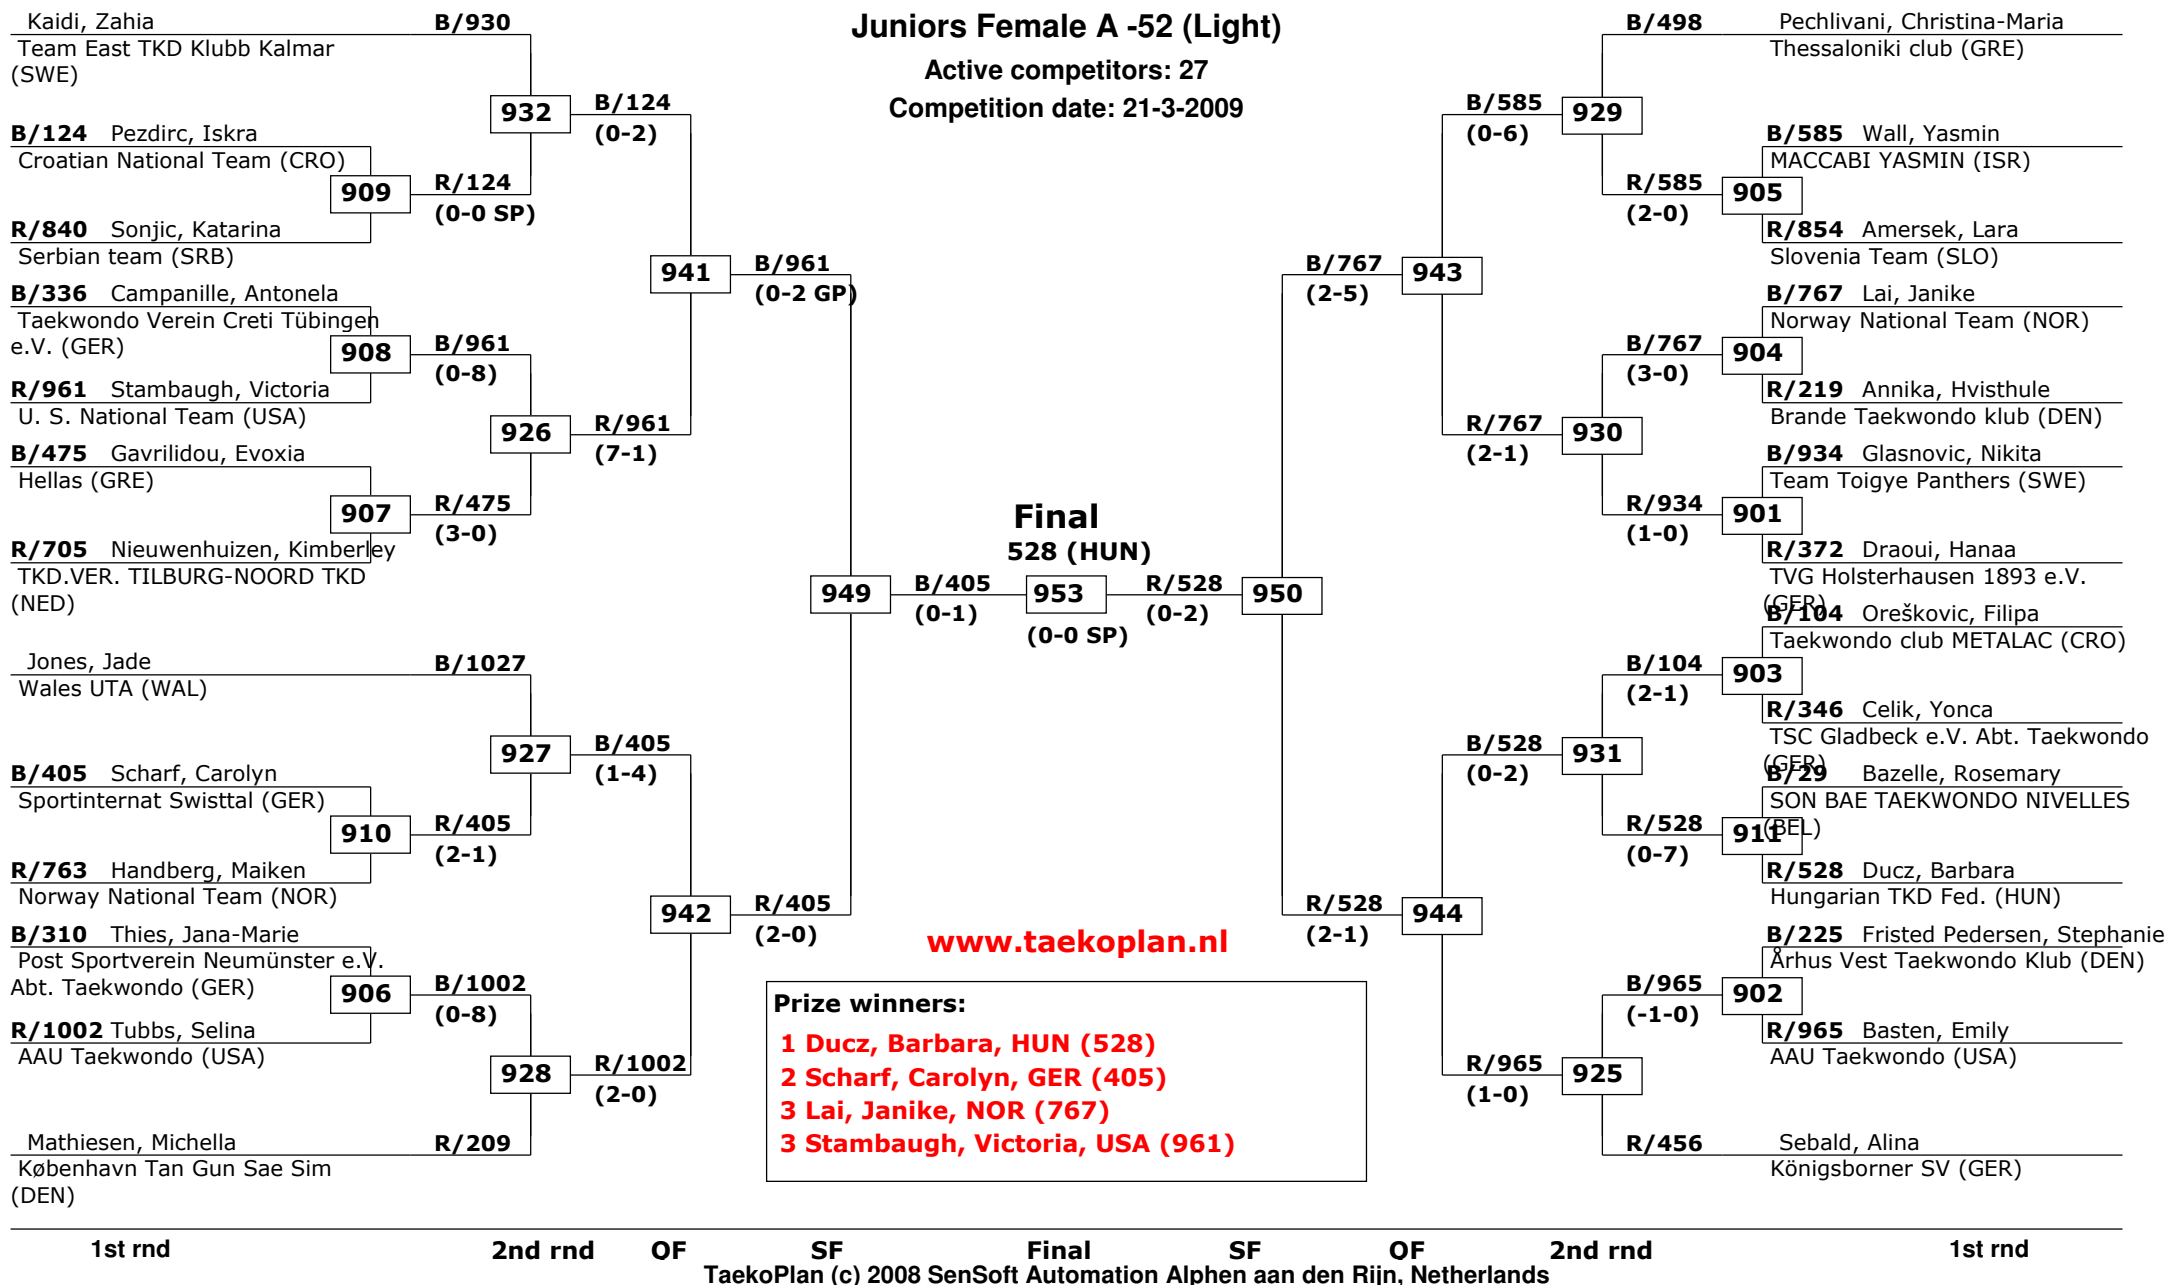 Juniors Female A -52 (Light)
Active competitors: 27
Competition date: 21-3-2009
Kaidi, Zahia
B/930
Team East TKD Klubb Kalmar
(SWE)
932
B/124
(0-2)
B/124 Pezdirc, Iskra
Croatian National Team (CRO)
909
R/124
(0-0 SP)
R/840 Sonjic, Katarina
Serbian team (SRB)
941
B/961
(0-2 GP)
B/336 Campanille, Antonela
Taekwondo Verein Creti Tübingen
e.V. (GER)
908
B/961
(0-8)
R/961 Stambaugh, Victoria
U. S. National Team (USA)
926
R/961
(7-1)
B/475 Gavrilidou, Evoxia
Hellas (GRE)
907
R/475
(3-0)
R/705 Nieuwenhuizen, Kimberley
TKD.VER. TILBURG-NOORD TKD
(NED)
949
B/405
(0-1)
Jones, Jade
B/1027
Wales UTA (WAL)
927
B/405
(1-4)
B/405 Scharf, Carolyn
Sportinternat Swisttal (GER)
910
R/405
(2-1)
R/763 Handberg, Maiken
Norway National Team (NOR)
942
R/405
(2-0)
B/310 Thies, Jana-Marie
Post Sportverein Neumünster e.V.
Abt. Taekwondo (GER)
906
B/1002
(0-8)
R/1002 Tubbs, Selina
AAU Taekwondo (USA)
928
R/1002
(2-0)
Mathiesen, Michella
R/209
København Tan Gun Sae Sim
(DEN)
Final
528 (HUN)
953
(0-0 SP)
R/528
(0-2)
950
B/498
Pechlivani, Christina-Maria
Thessaloniki club (GRE)
B/585
(0-6)
929
B/585 Wall, Yasmin
MACCABI YASMIN (ISR)
R/585
(2-0)
905
R/854 Amersek, Lara
Slovenia Team (SLO)
B/767
(2-5)
943
B/767 Lai, Janike
Norway National Team (NOR)
B/767
(3-0)
904
R/219 Annika, Hvisthule
Brande Taekwondo klub (DEN)
R/767
(2-1)
930
B/934 Glasnovic, Nikita
Team Toigye Panthers (SWE)
R/934
(1-0)
901
R/372 Draoui, Hanaa
TVG Holsterhausen 1893 e.V.
(GER)
B/104 Oreškovic, Filipa
Taekwondo club METALAC (CRO)
B/104
(2-1)
903
R/346 Celik, Yonca
TSC Gladbeck e.V. Abt. Taekwondo
(GER)
B/528
(0-2)
931
B/29 Bazelle, Rosemary
SON BAE TAEKWONDO NIVELLES
(BEL)
R/528
(0-7)
911
R/528 Ducz, Barbara
Hungarian TKD Fed. (HUN)
R/528
(2-1)
944
B/225 Fristed Pedersen, Stephanie
Århus Vest Taekwondo Klub (DEN)
B/965
(-1-0)
902
R/965 Basten, Emily
AAU Taekwondo (USA)
R/965
(1-0)
925
R/456
Sebald, Alina
Königsborner SV (GER)
www.taekoplan.nl
Prize winners:
1 Ducz, Barbara, HUN (528)
2 Scharf, Carolyn, GER (405)
3 Lai, Janike, NOR (767)
3 Stambaugh, Victoria, USA (961)
1st rnd 2nd rnd QF SF Final SF QF 2nd rnd 1st rnd
TaekoPlan (c) 2008 SenSoft Automation Alphen aan den Rijn, Netherlands